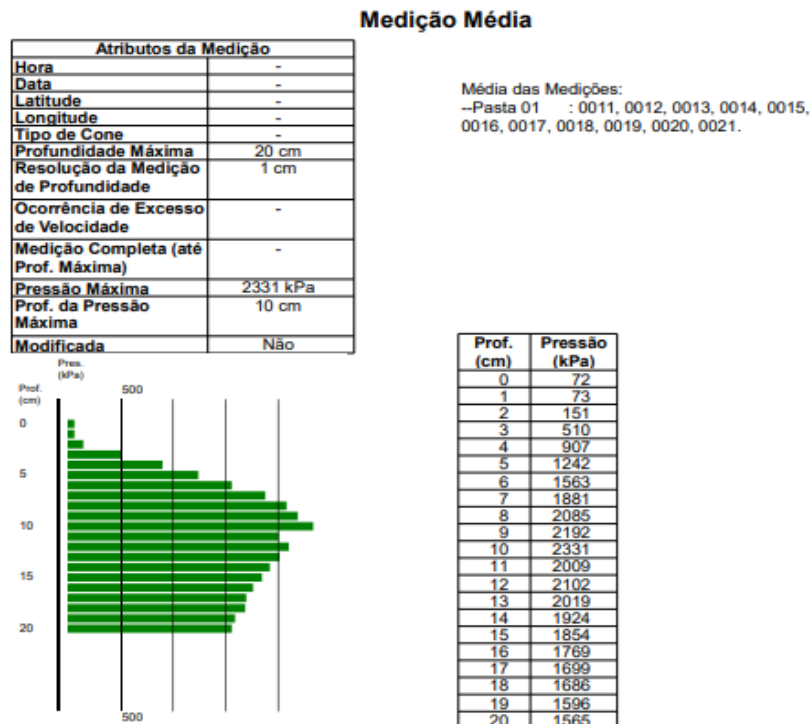 Medição Média
Atributos da Medição
Hora -
Data -
Latitude -
Longitude -
Tipo de Cone -
Profundidade Máxima 20 cm
Resolução da Medição 1 cm
de Profundidade
Ocorrência de Excesso -
de Velocidade
Medição Completa (até -
Prof. Máxima)
Pressão Máxima 2331 kPa
Prof. da Pressão 10 cm
Máxima
Modificada Não
Média das Medições:
--Pasta 01 : 0011, 0012, 0013, 0014, 0015,
0016, 0017, 0018, 0019, 0020, 0021.
Pres.
(kPa)
Prof.
(cm)
500
0
5
10
15
20
500
Prof. Pressão
(cm) (kPa)
0 72
1 73
2 151
3 510
4 907
5 1242
6 1563
7 1881
8 2085
9 2192
10 2331
11 2009
12 2102
13 2019
14 1924
15 1854
16 1769
17 1699
18 1686
19 1596
20 1565